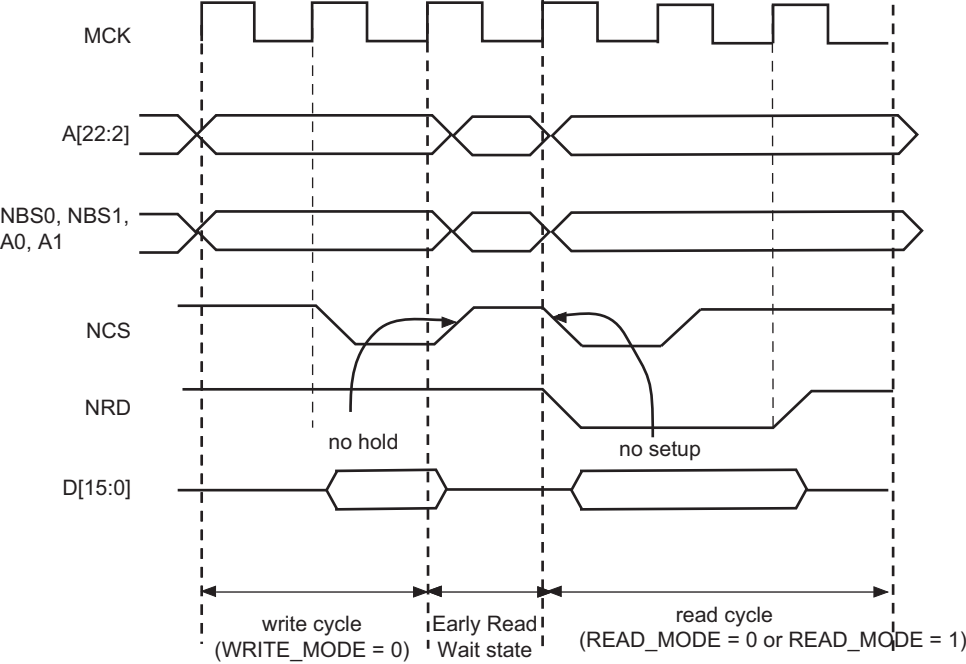 MCK
A[22:2]
NBS0, NBS1,
A0, A1
NCS
NRD
no hold
no setup
D[15:0]
write cycle
(WRITE_MODE = 0)
Early Read
Wait state
read cycle
(READ_MODE = 0 or READ_MODE = 1)